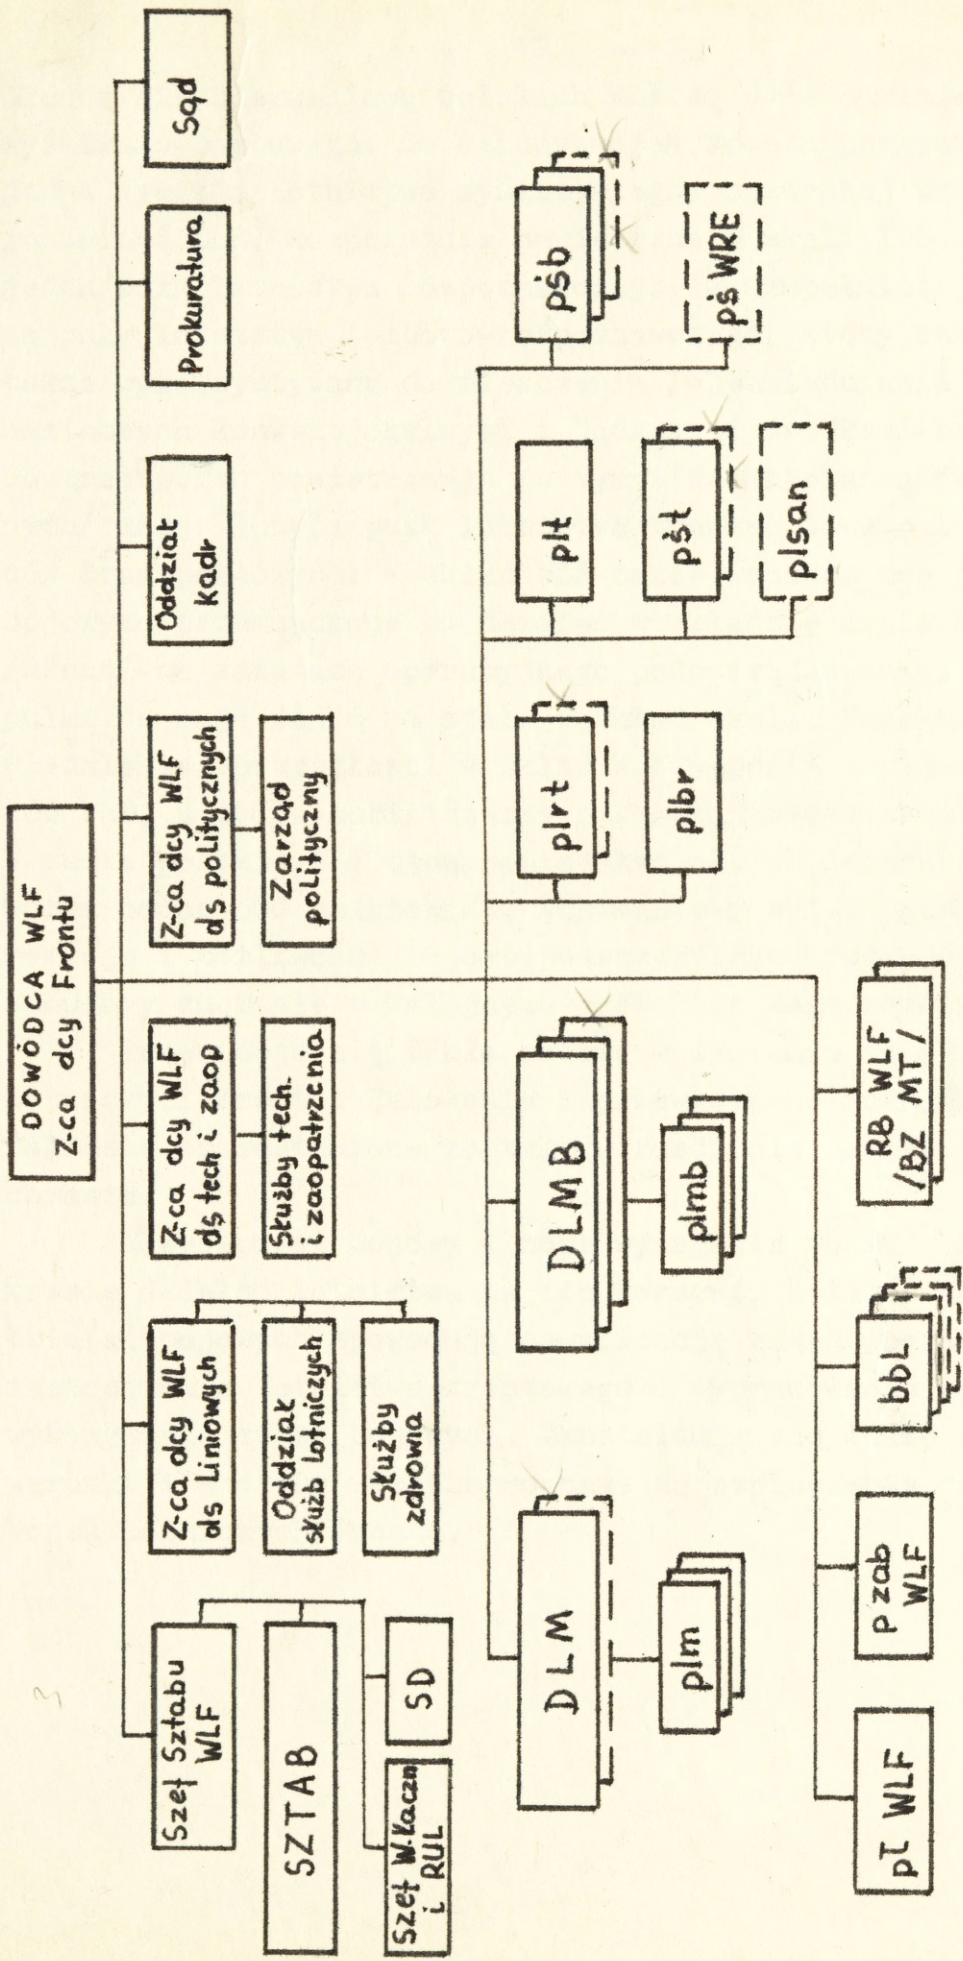 DOWÓDCA WLF
Z-ca dcy Frontu
Szef Sztabu
WLF
Z-ca dcy WLF
ds Liniowych
Z-ca dcy WLF
ds tech i zaop
Z-ca dcy WLF
ds politycznych
Oddział
Kadr
Prokuratura
Sąd
SZTAB
Oddział
służb Lotniczych
Służby tech.
i zaopatrzenia
Zarząd
polityczny
Szef W.Łączn
i RUL
SD
Służby
zdrowia
DLM
DLMB
plrt
plt
pśb
plm
plmb
plbr
pśt
pśWRE
plsan
pŁ WLF
p zab
WLF
bbL
RB WLF
/BZ MT/